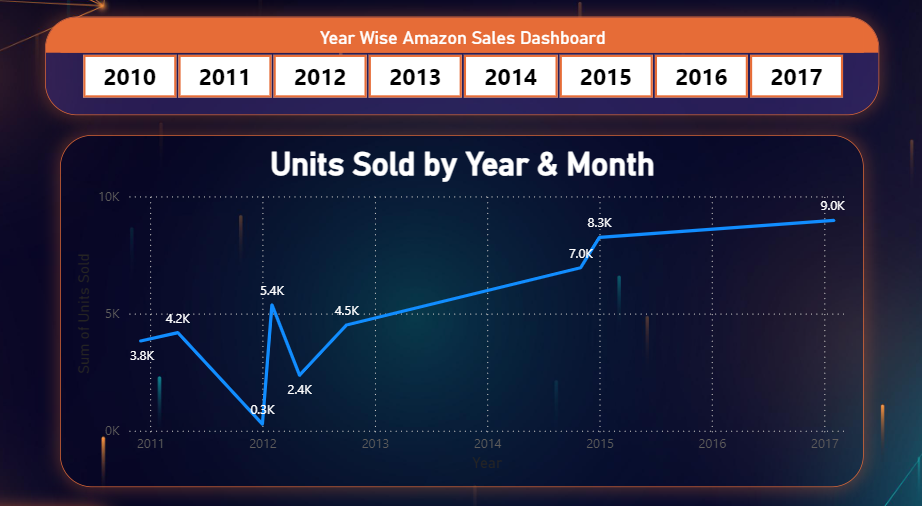 Year Wise Amazon Sales Dashboard
2010 2011 2012 2013 2014 2015 2016 2017
Units Sold by Year & Month
10K
5K
0K
Sum of Units Sold
3.8K
4.2K
0.3K
5.4K
2.4K
4.5K
7.0K
8.3K
9.0K
2011 2012 2013 2014 2015 2016 2017
Year